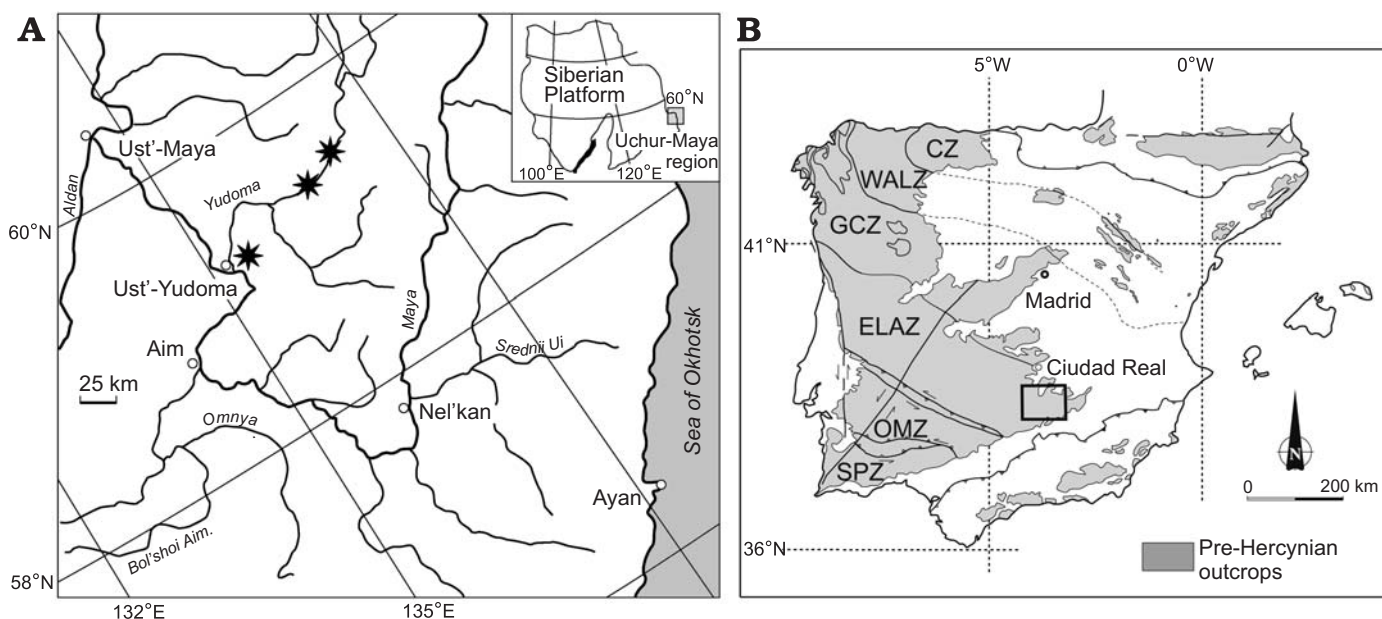 A
Siberian
Platform
60°N
Uchur-Maya
region
100°E
120°E
Ust'-Maya
Aldan
Yudoma
60°N
Ust'-Yudoma
Maya
Aim
Srednii Ui
25 km
Nel'kan
Omnya
Sea of Okhotsk
Ayan
Bol'shoi Aim.
58°N
132°E
135°E
B
5°W
0°W
CZ
WALZ
GCZ
41°N
Madrid
ELAZ
Ciudad Real
OMZ
SPZ
N
0
200 km
36°N
Pre-Hercynian
outcrops